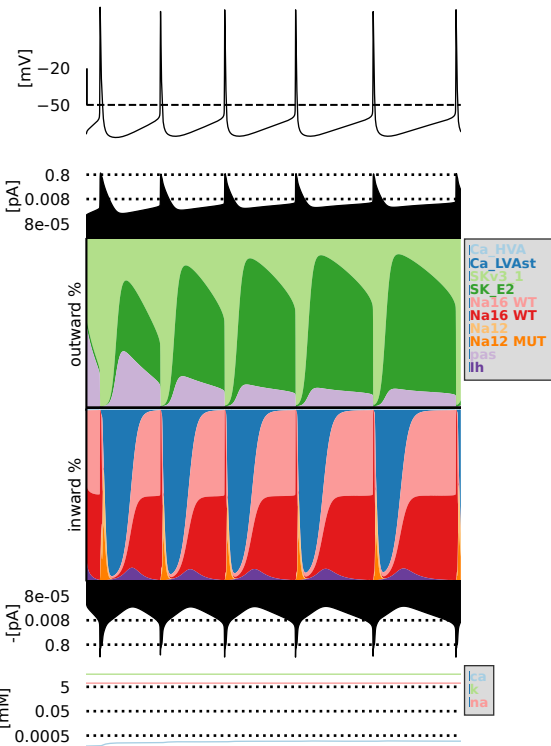 [mV]
−20
−50
[pA]
0.8
0.008
8e-05
outward %
Ca_HVA
Ca_LVAst
SKv3_1
SK_E2
Na16 WT
Na16 WT
Na12
Na12 MUT
pas
Ih
inward %
-[pA]
8e-05
0.008
0.8
[mM]
5
0.05
0.0005
ca
k
na